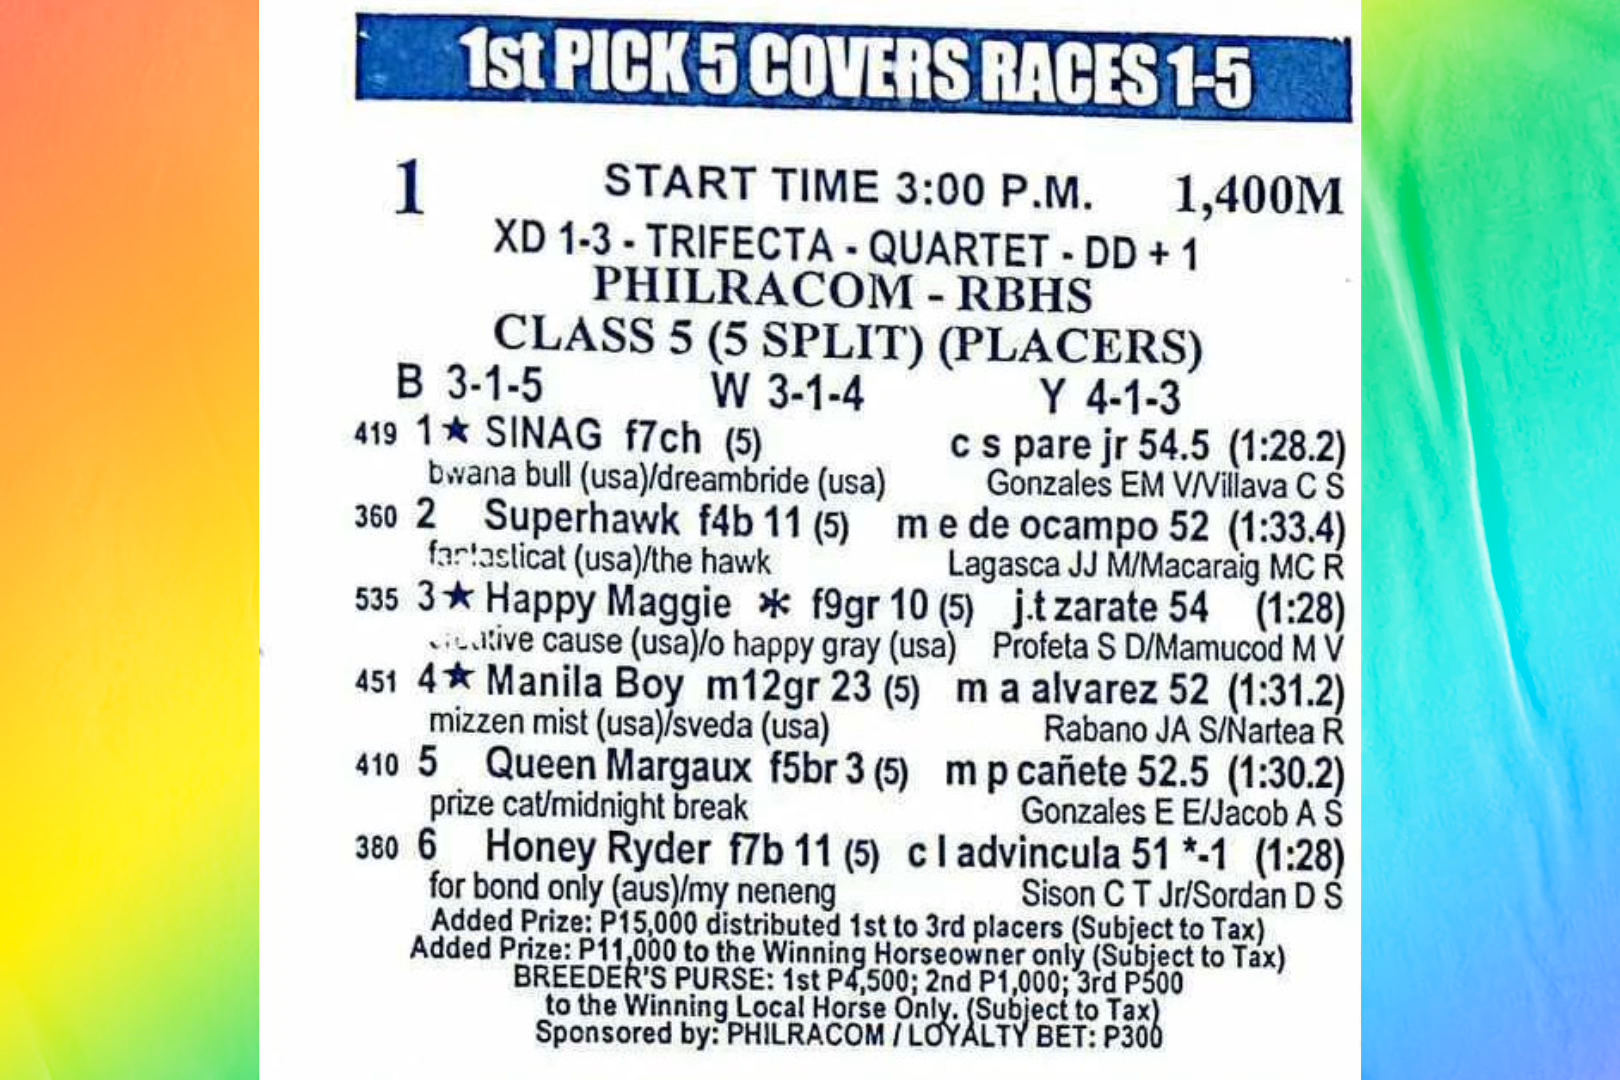 1st PICK 5 COVERS RACES 1-5
1 START TIME 3:00 P.M. 1,400M
XD 1-3 - TRIFECTA - QUARTET - DD + 1
PHILRACOM - RBHS
CLASS 5 (5 SPLIT) (PLACERS)
B 3-1-5 W 3-1-4 Y 4-1-3
419 1★ SINAG f7ch (5) c s pare jr 54.5 (1:28.2)
bwana bull (usa)/dreambride (usa) Gonzales EM V/Villava C S
360 2 Superhawk f4b 11 (5) m e de ocampo 52 (1:33.4)
(usa)/the hawk Lagasca JJ M/Macaraig MC R
535 3★ Happy Maggie * f9gr 10 (5) j.t zarate 54 (1:28)
cause (usa)/o happy gray (usa) Profeta S D/Mamucod M V
451 4★ Manila Boy m12gr 23 (5) m a alvarez 52 (1:31.2)
mizzen mist (usa)/sveda (usa) Rabano JA S/Nartea R
410 5 Queen Margaux f5br 3 (5) m p cañete 52.5 (1:30.2)
prize cat/midnight break Gonzales E E/Jacob A S
380 6 Honey Ryder f7b 11 (5) c l advincula 51 *-1 (1:28)
for bond only (aus)/my neneng Sison C T Jr/Sordan D S
Added Prize: P15,000 distributed 1st to 3rd placers (Subject to Tax)
Added Prize: P11,000 to the Winning Horseowner only (Subject to Tax)
BREEDER'S PURSE: 1st P4,500; 2nd P1,000; 3rd P500
to the Winning Local Horse Only. (Subject to Tax)
Sponsored by: PHILRACOM / LOYALTY BET: P300